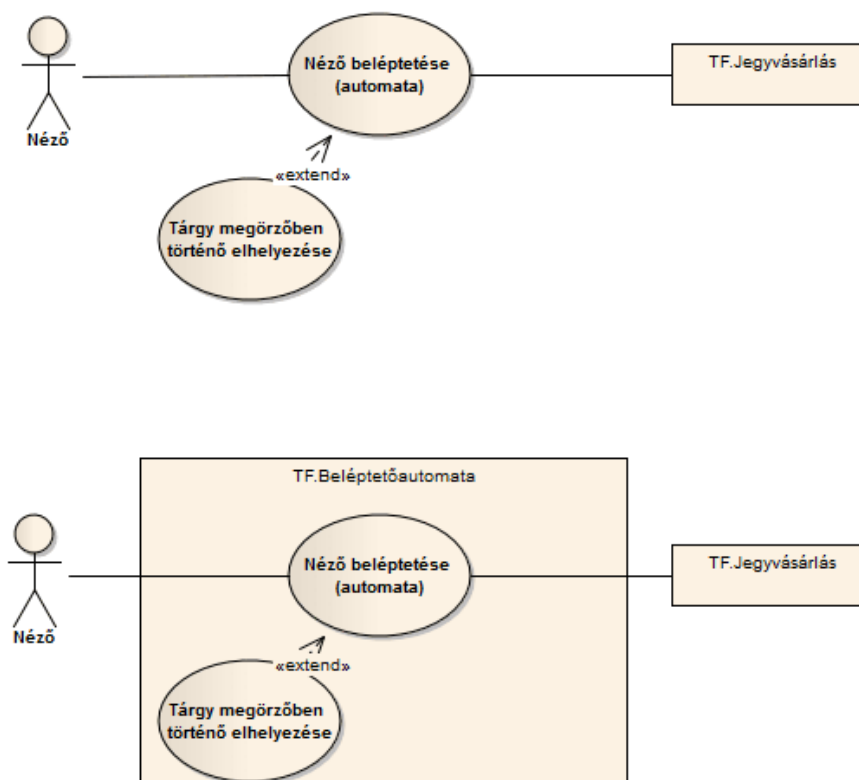 Néző beléptetése
(automata)
TF.Jegyvásárlás
Néző
«extend»
Tárgy megörzőben
történő elhelyezése
TF.Beléptetőautomata
Néző beléptetése
(automata)
TF.Jegyvásárlás
Néző
«extend»
Tárgy megörzőben
történő elhelyezése